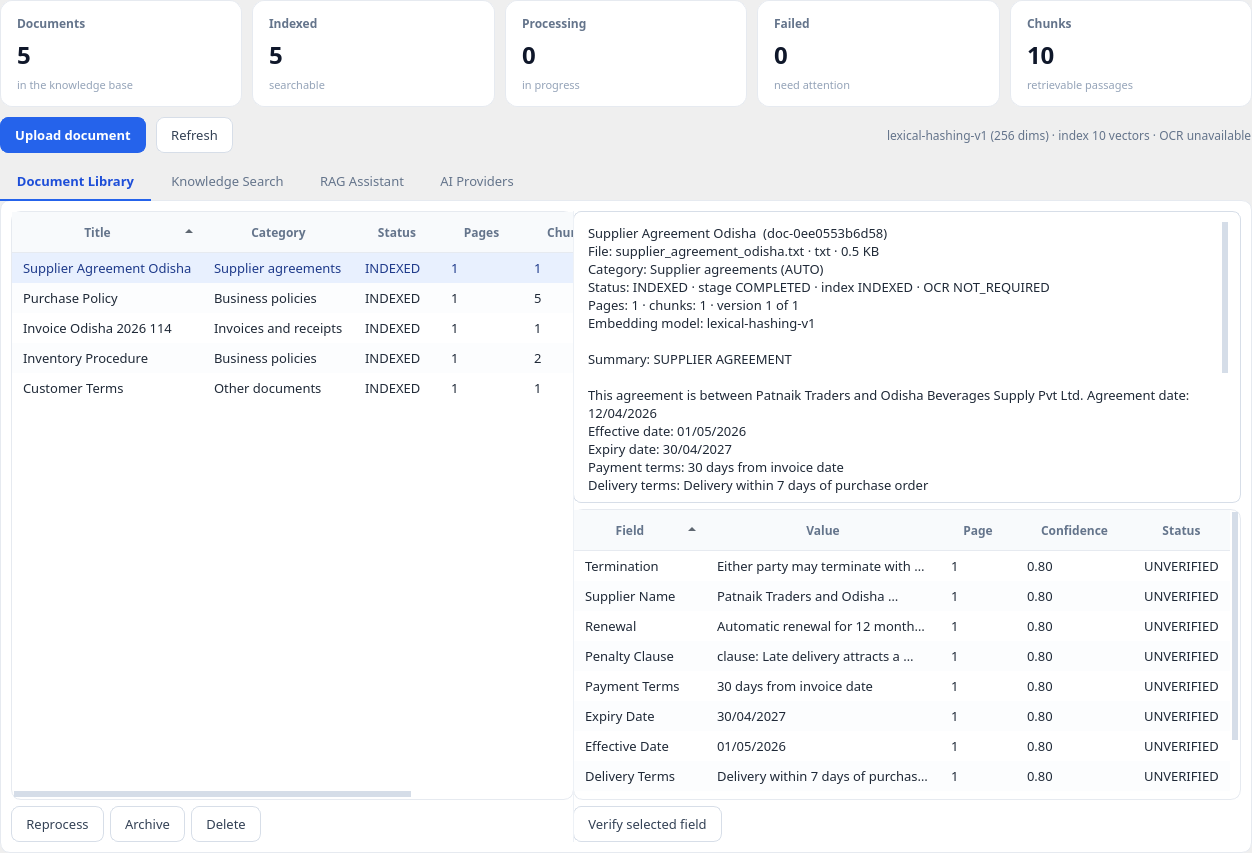 Documents
5
in the knowledge base
Indexed
5
searchable
Processing
0
in progress
Failed
0
need attention
Chunks
10
retrievable passages
Upload document
Refresh
lexical-hashing-v1 (256 dims) · index 10 vectors · OCR unavailable
Document Library
Knowledge Search
RAG Assistant
AI Providers
Title Category Status Pages
Supplier Agreement Odisha Supplier agreements INDEXED 1 1
Purchase Policy Business policies INDEXED 1 5
Invoice Odisha 2026 114 Invoices and receipts INDEXED 1 1
Inventory Procedure Business policies INDEXED 1 2
Customer Terms Other documents INDEXED 1 1
Reprocess
Archive
Delete
Supplier Agreement Odisha (doc-0ee0553b6d58)
File: supplier_agreement_odisha.txt · txt · 0.5 KB
Category: Supplier agreements (AUTO)
Status: INDEXED · stage COMPLETED · index INDEXED · OCR NOT_REQUIRED
Pages: 1 · chunks: 1 · version 1 of 1
Embedding model: lexical-hashing-v1
Summary: SUPPLIER AGREEMENT
This agreement is between Patnaik Traders and Odisha Beverages Supply Pvt Ltd. Agreement date:
12/04/2026
Effective date: 01/05/2026
Expiry date: 30/04/2027
Payment terms: 30 days from invoice date
Delivery terms: Delivery within 7 days of purchase order
Field Value Page Confidence Status
Termination Either party may terminate with ... 1 0.80 UNVERIFIED
Supplier Name Patnaik Traders and Odisha ... 1 0.80 UNVERIFIED
Renewal Automatic renewal for 12 month... 1 0.80 UNVERIFIED
Penalty Clause clause: Late delivery attracts a ... 1 0.80 UNVERIFIED
Payment Terms 30 days from invoice date 1 0.80 UNVERIFIED
Expiry Date 30/04/2027 1 0.80 UNVERIFIED
Effective Date 01/05/2026 1 0.80 UNVERIFIED
Delivery Terms Delivery within 7 days of purchas... 1 0.80 UNVERIFIED
Verify selected field